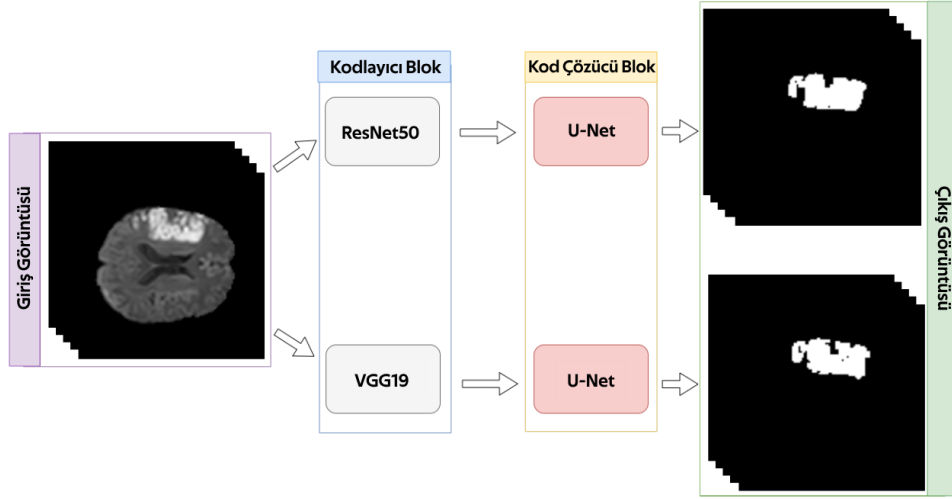 Giriş Görüntüsü
Kodlayıcı Blok
ResNet50
VGG19
Kod Çözücü Blok
U-Net
U-Net
Çıkış Görüntüsü